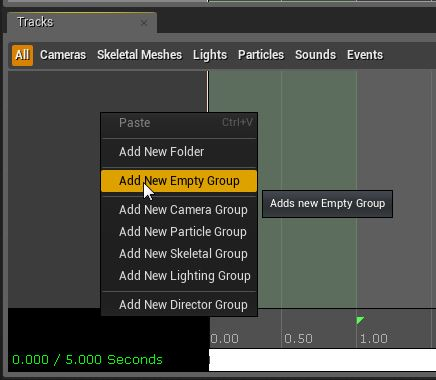 Tracks ×
All Cameras Skeletal Meshes Lights Particles Sounds Events
Paste Ctrl+V
Add New Folder
Add New Empty Group
Adds new Empty Group
Add New Camera Group
Add New Particle Group
Add New Skeletal Group
Add New Lighting Group
Add New Director Group
0.00 0.50 1.00
0.000 / 5.000 Seconds